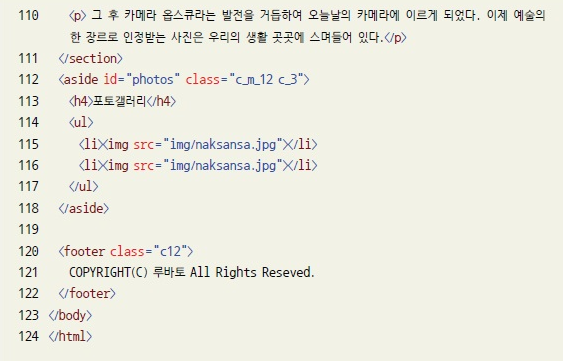 110 <p> 그 후 카메라 옵스큐라는 발전을 거듭하여 오늘날의 카메라에 이르게 되었다. 이제 예술의
한 장르로 인정받는 사진은 우리의 생활 곳곳에 스며들어 있다.</p>
111 </section>
112 <aside id="photos" class="c_m_12 c_3">
113 <h4>포토갤러리</h4>
114 <ul>
115 <li><img src="img/naksansa.jpg"></li>
116 <li><img src="img/naksansa.jpg"></li>
117 </ul>
118 </aside>
119
120 <footer class="c12">
121 COPYRIGHT(C) 루바토 All Rights Reseved.
122 </footer>
123 </body>
124 </html>